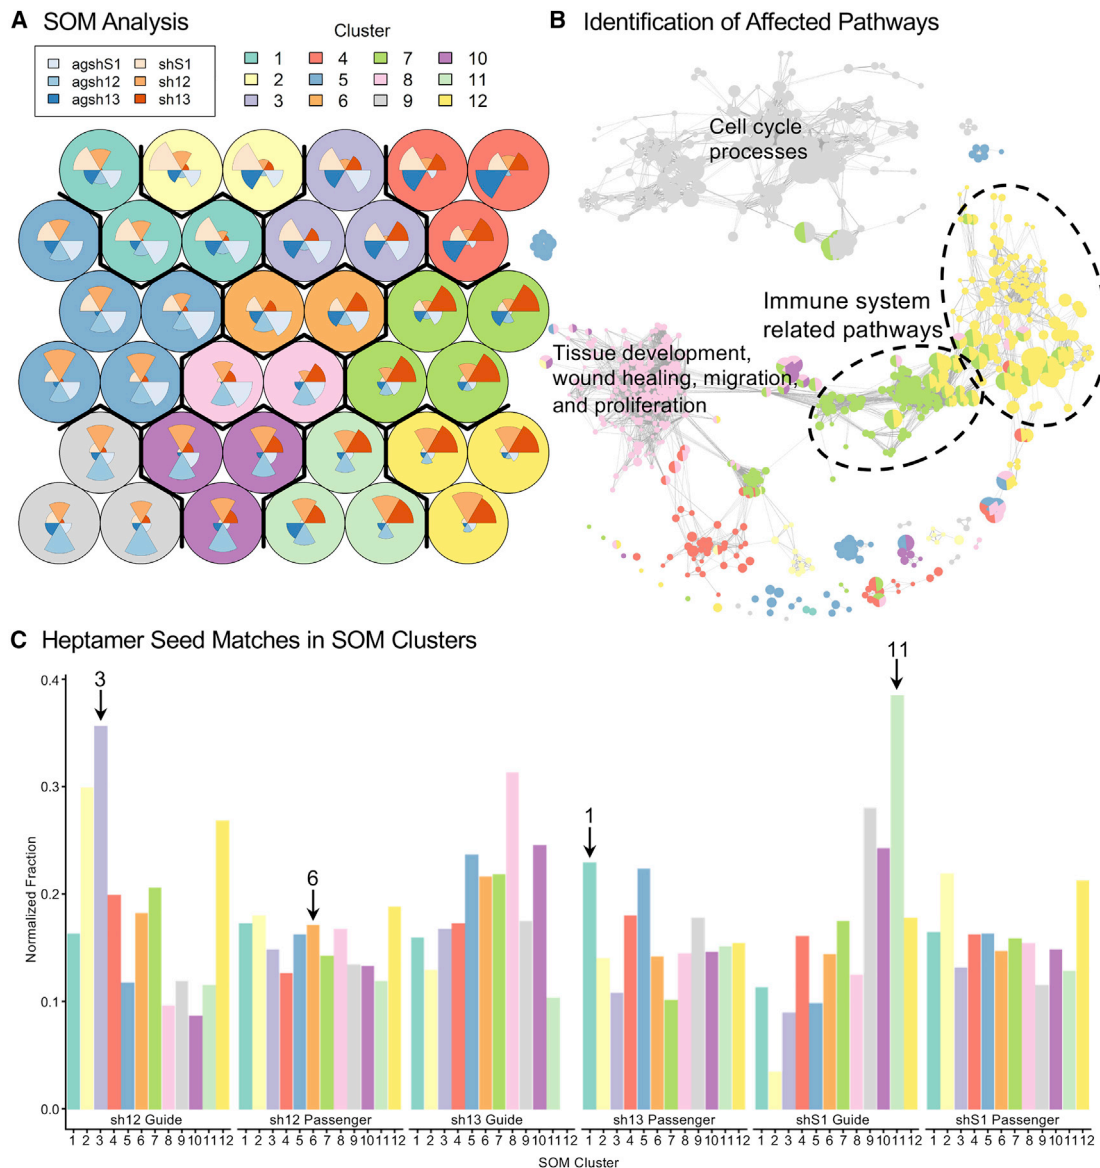 A SOM Analysis
agshS1 shS1
agsh12 sh12
agsh13 sh13
Cluster
1 4 7 10
2 5 8 11
3 6 9 12
B Identification of Affected Pathways
Cell cycle
processes
Immune system
related pathways
Tissue development,
wound healing, migration,
and proliferation
C Heptamer Seed Matches in SOM Clusters
Normalized Fraction
0.4
0.3
0.2
0.1
0.0
3
6
1
11
sh12 Guide
sh12 Passenger
sh13 Guide
sh13 Passenger
shS1 Guide
shS1 Passenger
1 2 3 4 5 6 7 8 9 10 11 12
1 2 3 4 5 6 7 8 9 10 11 12
1 2 3 4 5 6 7 8 9 10 11 12
1 2 3 4 5 6 7 8 9 10 11 12
1 2 3 4 5 6 7 8 9 10 11 12
1 2 3 4 5 6 7 8 9 10 11 12
SOM Cluster